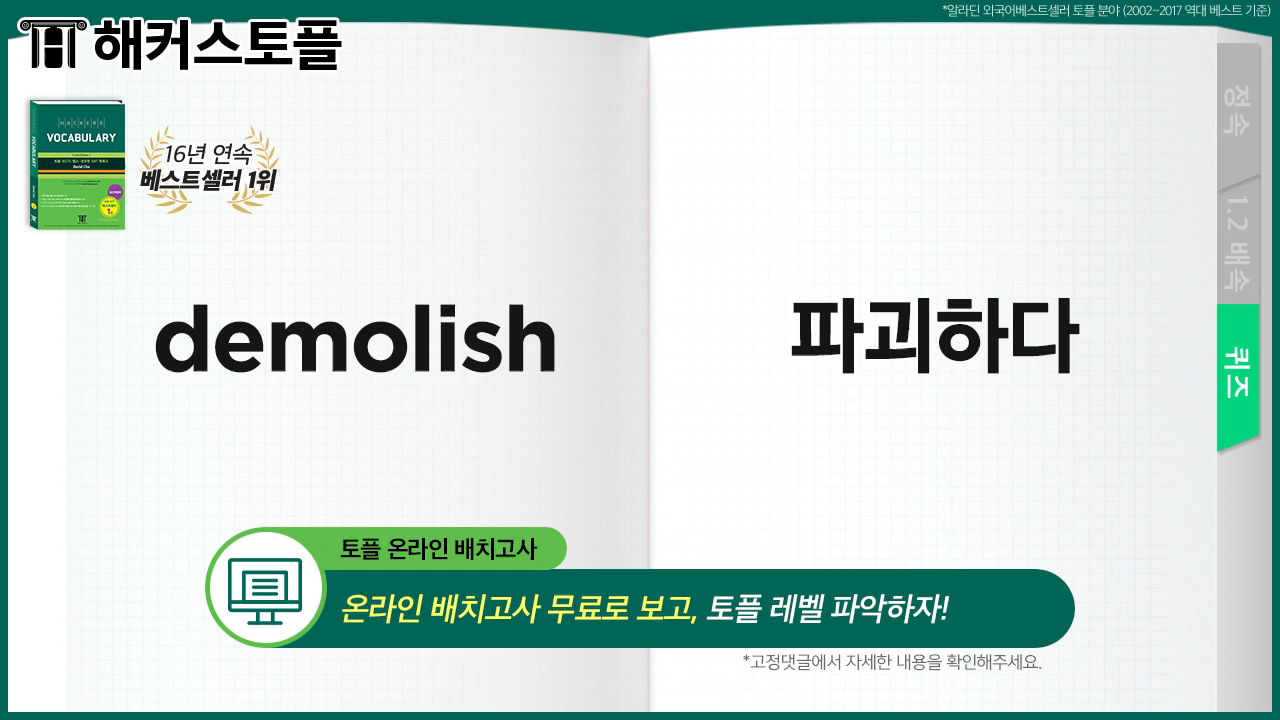 *알라딘 외국어베스트셀러 토플 분야 (2002~2017 역대 베스트 기준)
해커스토플
HACKERS
VOCABULARY
David Cho
VOCABULARY
16년 연속
베스트셀러 1위
정속
1.2 배속
퀴즈
demolish
파괴하다
토플 온라인 배치고사
온라인 배치고사 무료로 보고, 토플 레벨 파악하자!
*고정댓글에서 자세한 내용을 확인해주세요.